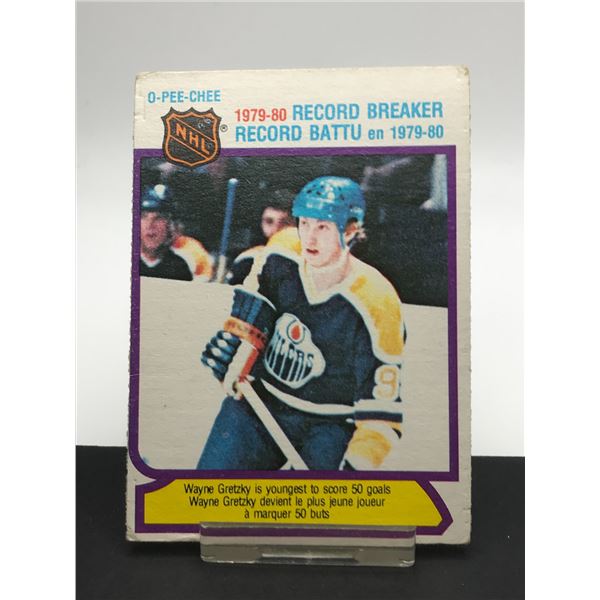 O-PEE-CHEE
NHL®
1979-80 RECORD BREAKER
RECORD BATTU en 1979-80
OILERS
9
Wayne Gretzky is youngest to score 50 goals
Wayne Gretzky devient le plus jeune joueur
à marquer 50 buts